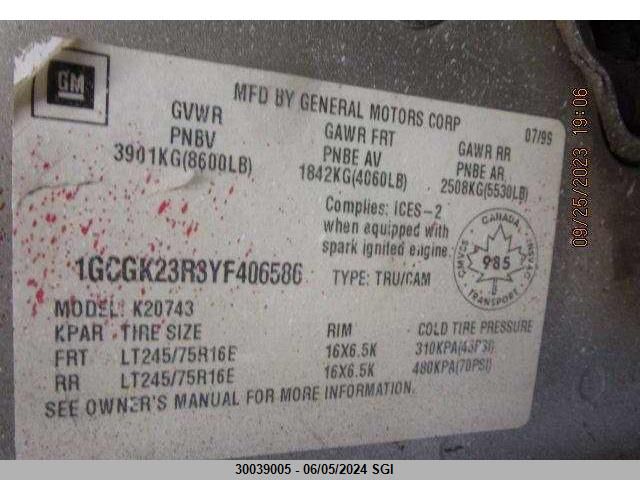 GM
MFD BY GENERAL MOTORS CORP
07/99
GVWR
PNBV
3901KG(8600LB)
GAWR FRT
PNBE AV
1842KG(4060LB)
GAWR RR
PNBE AR
2508KG(5530LB)
Complies: ICES-2
when equipped with
spark ignited engine.
CANADA
CMVSS
NSVAC
985
TRANSPORT
1GCGK23R3YF406586
TYPE: TRU/CAM
MODEL: K20743
KPAR TIRE SIZE RIM COLD TIRE PRESSURE
FRT LT245/75R16E 16X6.5K 310KPA(45PSI)
RR LT245/75R16E 16X6.5K 480KPA(70PSI)
SEE OWNER'S MANUAL FOR MORE INFORMATION.
09/25/2023 19:06
30039005 - 06/05/2024 SGI